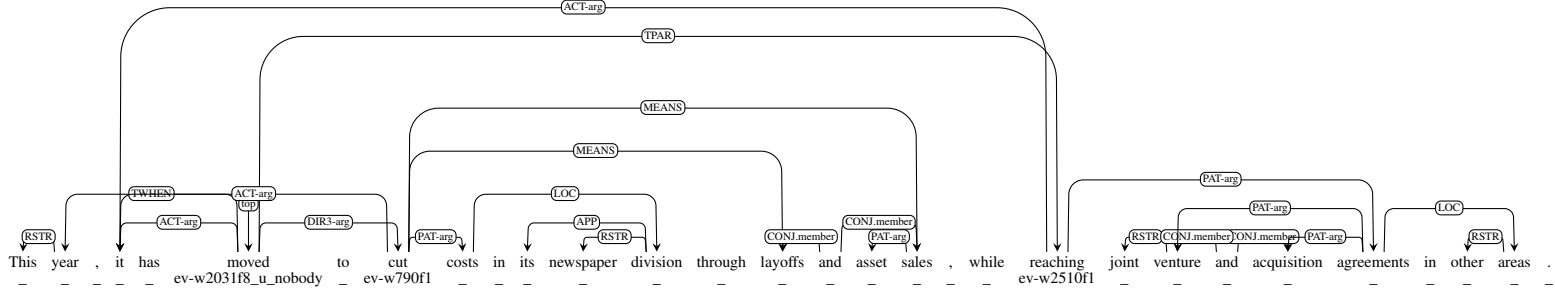 ACT-arg
TPAR
MEANS
MEANS
PAT-arg
TWHEN ACT-arg LOC
top
PAT-arg LOC
ACT-arg DIR3-arg APP CONJ.member
RSTR PAT-arg RSTR CONJ.member PAT-arg RSTR CONJ.member CONJ.member PAT-arg RSTR
This year , it has moved to cut costs in its newspaper division through layoffs and asset sales , while reaching joint venture and acquisition agreements in other areas .
_ _ _ _ _ ev-w2031f8_u_nobody _ ev-w790f1 _ _ _ _ _ _ _ _ _ _ _ _ ev-w2510f1 _ _ _ _ _ _ _ _ _